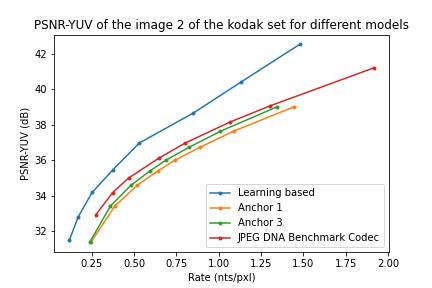 PSNR-YUV of the image 2 of the kodak set for different models
PSNR-YUV (dB)
42
40
38
36
34
32
Learning based
Anchor 1
Anchor 3
JPEG DNA Benchmark Codec
0.25 0.50 0.75 1.00 1.25 1.50 1.75 2.00
Rate (nts/pxl)